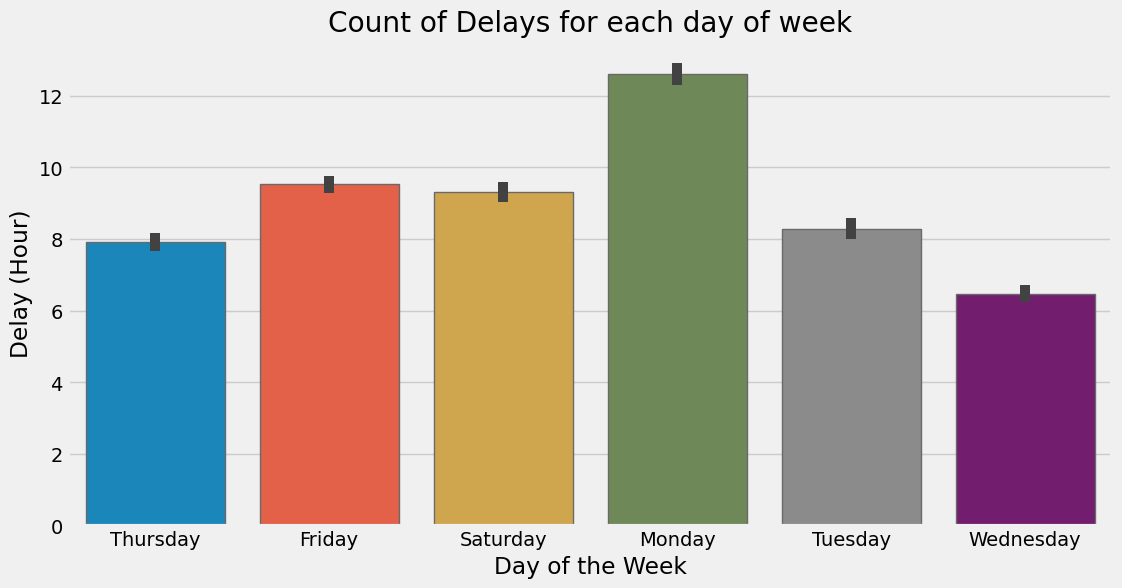 Count of Delays for each day of week
Delay (Hour)
12
10
8
6
4
2
0
Thursday
Friday
Saturday
Monday
Tuesday
Wednesday
Day of the Week